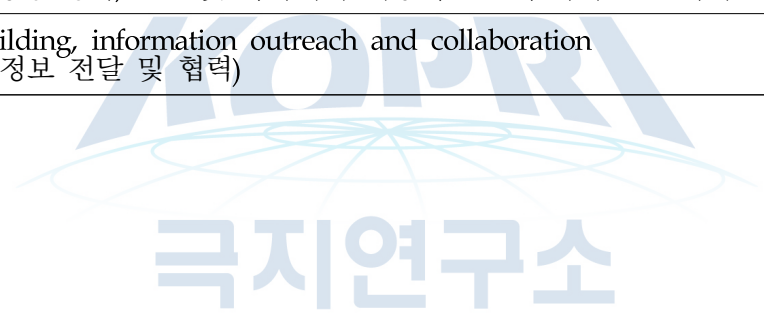 ilding, information outreach and collaboration
정보 전달 및 협력)
KOPRI
극지연구소